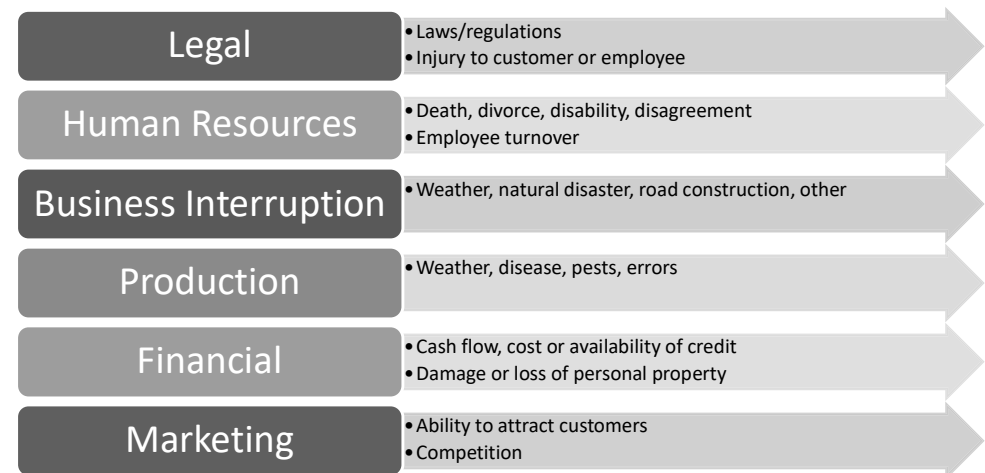 Legal
• Laws/regulations
• Injury to customer or employee
Human Resources
• Death, divorce, disability, disagreement
• Employee turnover
Business Interruption
• Weather, natural disaster, road construction, other
Production
• Weather, disease, pests, errors
Financial
• Cash flow, cost or availability of credit
• Damage or loss of personal property
Marketing
• Ability to attract customers
• Competition